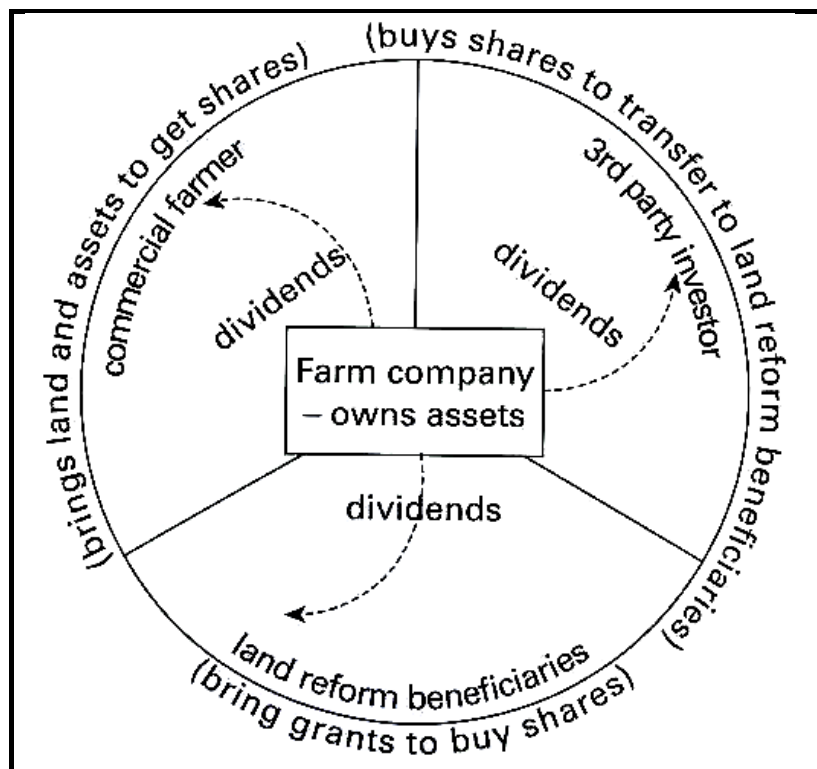 (brings land and assets to get shares)
commercial farmer
dividends
(buys shares to transfer to land reform beneficiaries)
3rd party investor
dividends
Farm company
– owns assets
dividends
land reform beneficiaries
(bring grants to buy shares)